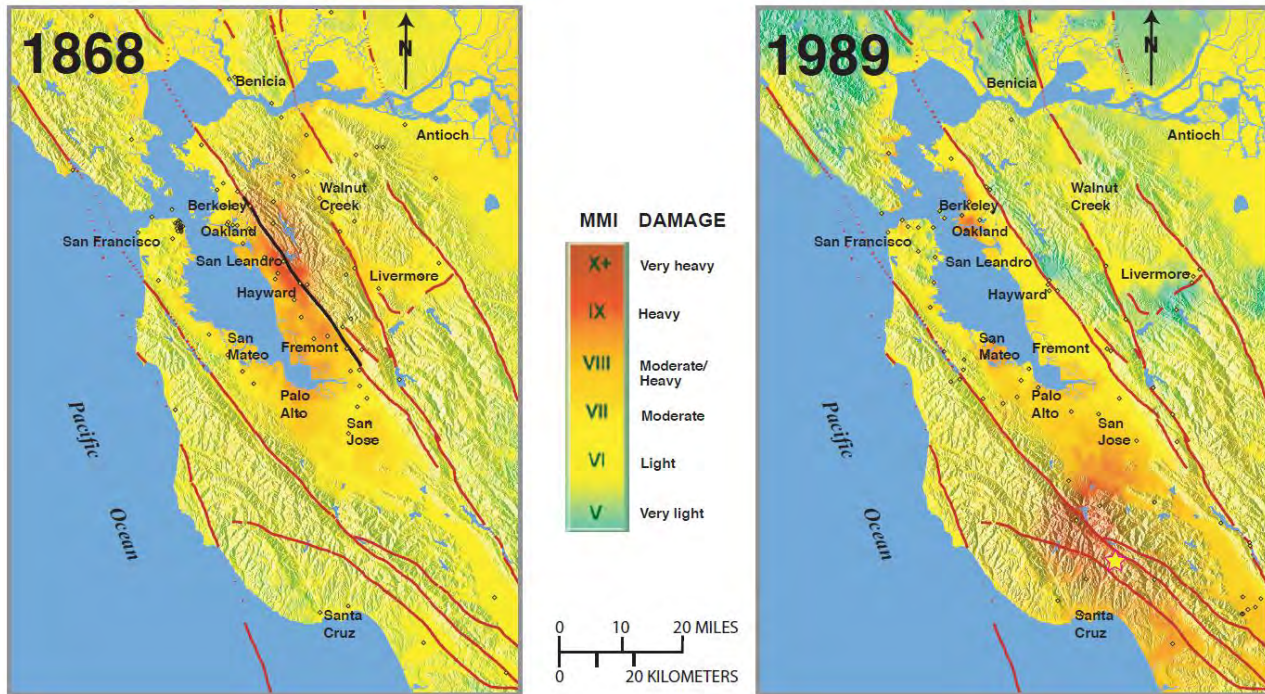 1868
N
Benicia
Antioch
Berkeley
Walnut
Creek
Oakland
San Francisco
San Leandro
Livermore
Hayward
San
Mateo
Fremont
Palo
Alto
San
Jose
Pacific
Ocean
Santa
Cruz
MMI DAMAGE
X+ Very heavy
IX Heavy
VIII Moderate/
Heavy
VII Moderate
VI Light
V Very light
0 10 20 MILES
0 20 KILOMETERS
1989
N
Benicia
Antioch
Berkeley
Walnut
Creek
Oakland
San Francisco
San Leandro
Livermore
Hayward
San
Mateo
Fremont
Palo
Alto
San
Jose
Pacific
Ocean
Santa
Cruz